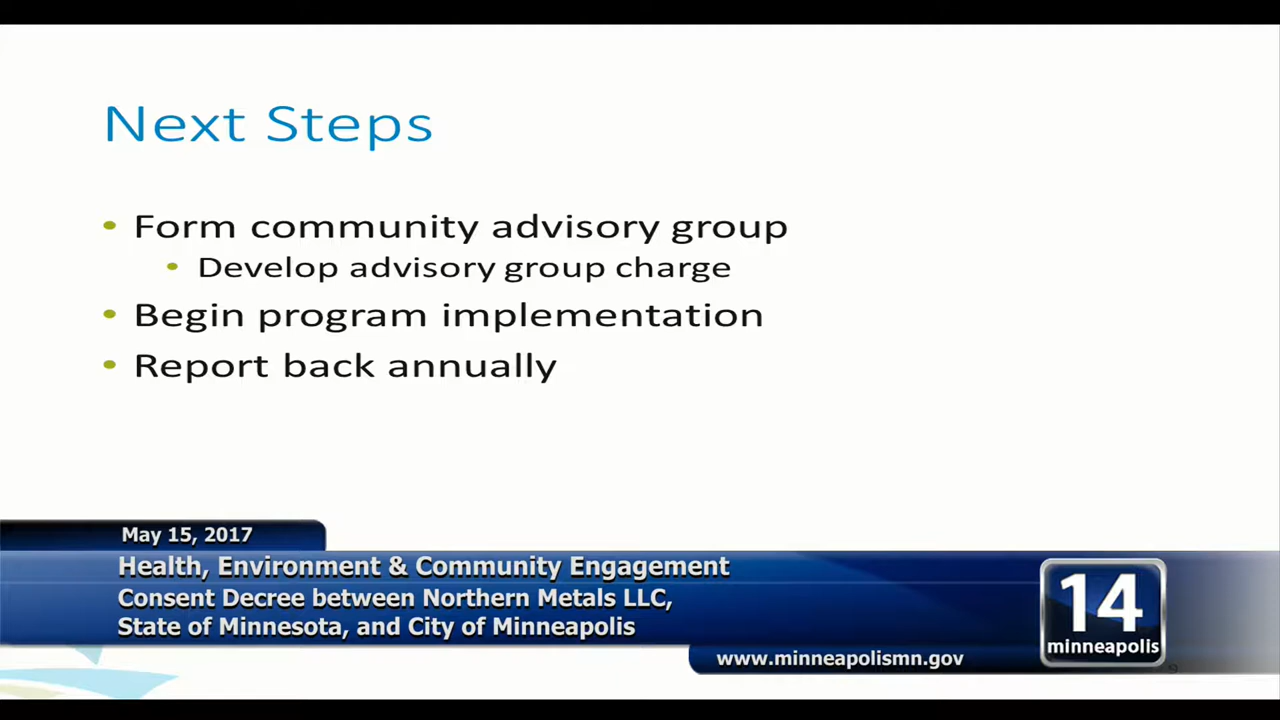 Next Steps
• Form community advisory group
• Develop advisory group charge
• Begin program implementation
• Report back annually
May 15, 2017
Health, Environment & Community Engagement
Consent Decree between Northern Metals LLC,
State of Minnesota, and City of Minneapolis
14
minneapolis
www.minneapolismn.gov